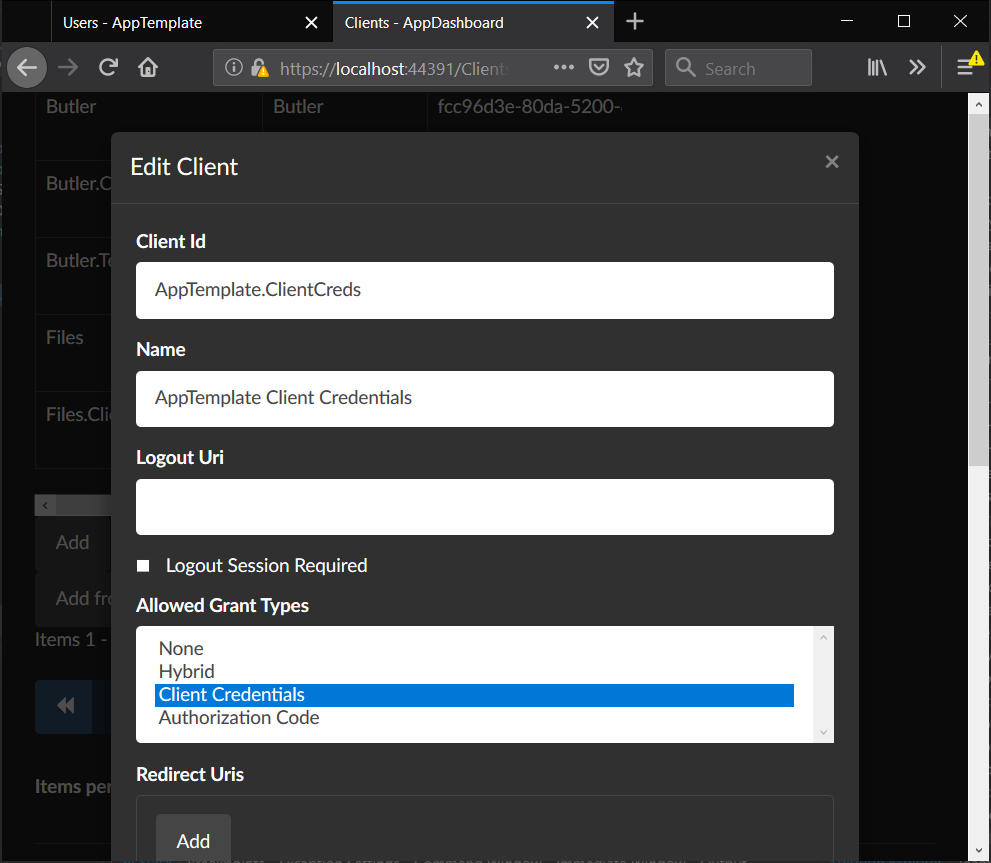 Users - AppTemplate
Clients - AppDashboard
https://localhost:44391/Clients
Search
Butler
Butler
fcc96d3e-80da-5200-
Edit Client
Butler.C
Client Id
Butler.Te
AppTemplate.ClientCreds
Files
Name
AppTemplate Client Credentials
Files.Clie
Logout Uri
Add
Logout Session Required
Add fro
Allowed Grant Types
Items 1 -
None
Hybrid
Client Credentials
Authorization Code
Redirect Uris
Items per
Add